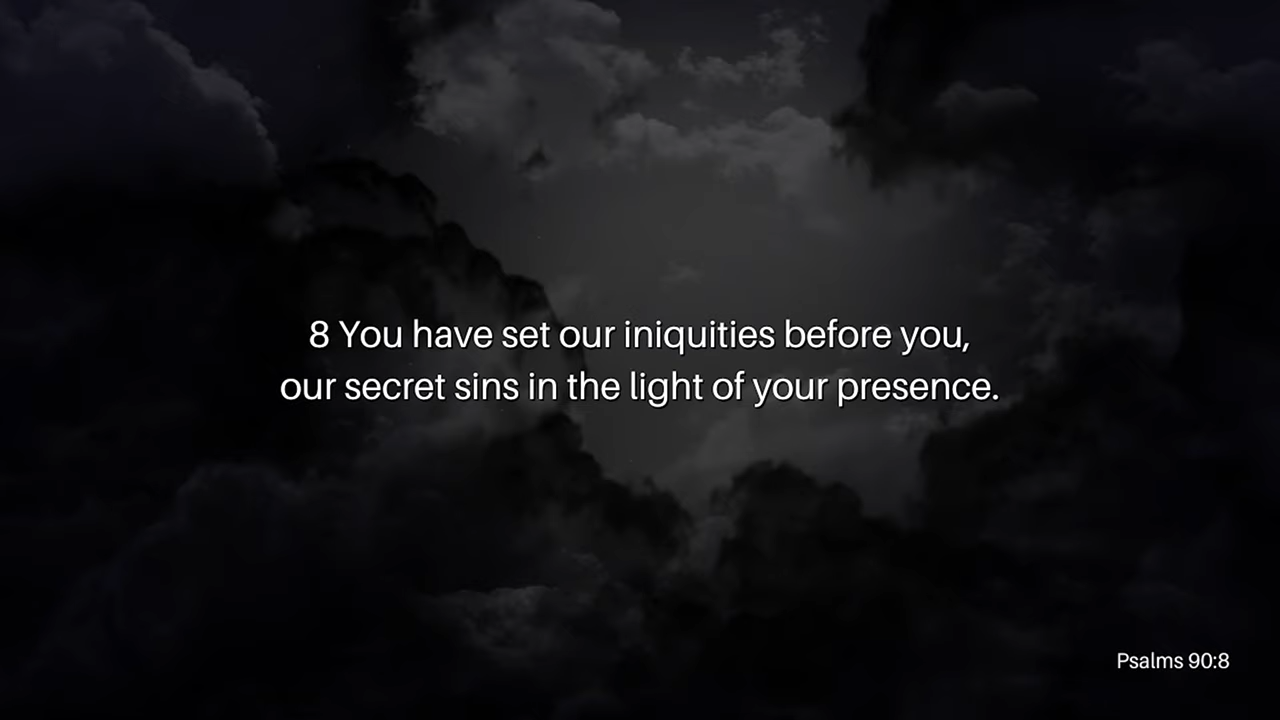 8 You have set our iniquities before you,
our secret sins in the light of your presence.
Psalms 90:8